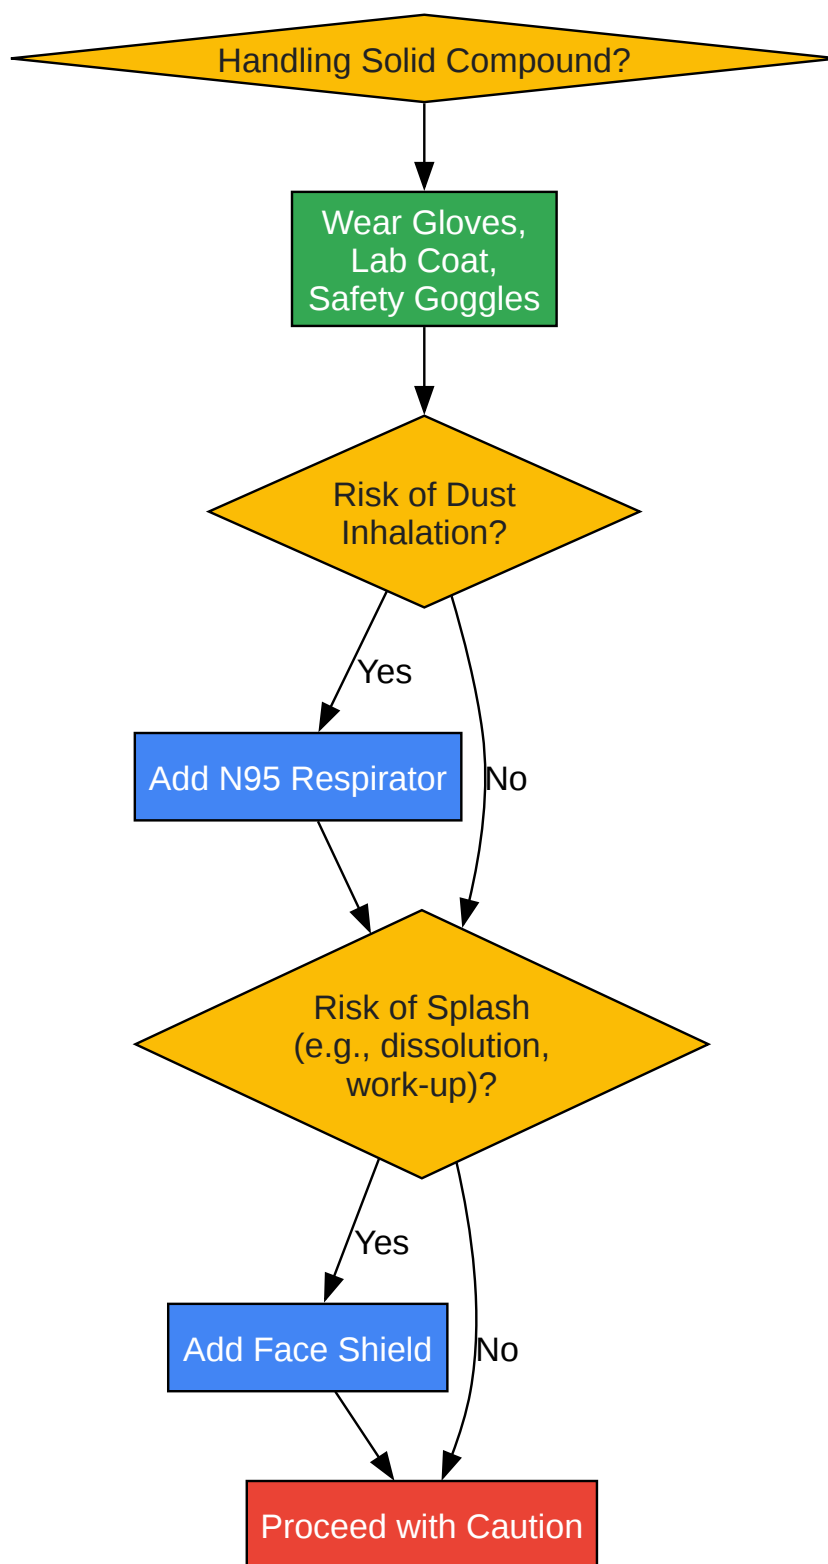 Handling Solid Compound?
Wear Gloves,
Lab Coat,
Safety Goggles
Risk of Dust
Inhalation?
Yes
Add N95 Respirator
No
Risk of Splash
(e.g., dissolution,
work-up)?
Yes
Add Face Shield
No
Proceed with Caution